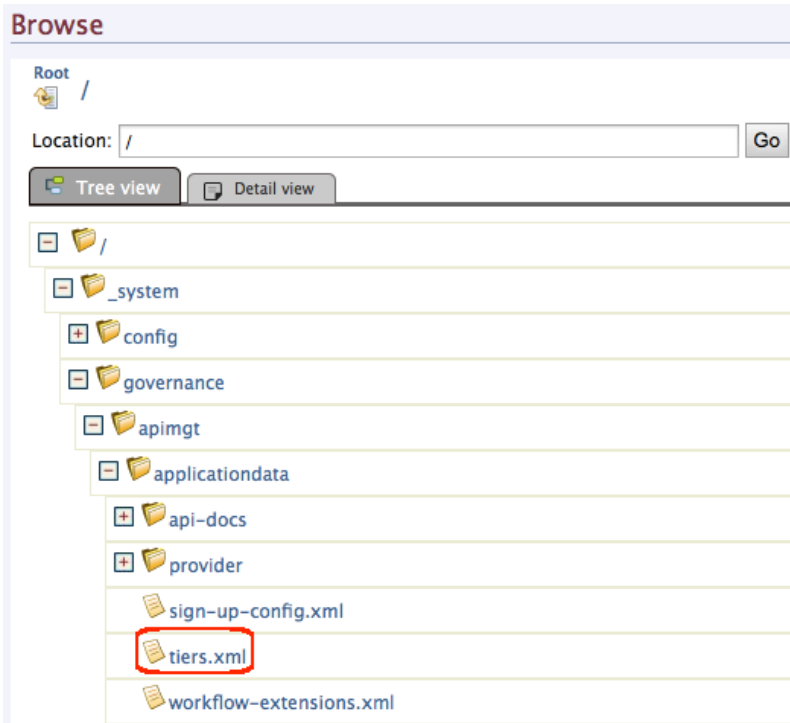 Browse
Root
/
Location: /
Go
Tree view
Detail view
/
_system
config
governance
apimgt
applicationdata
api-docs
provider
sign-up-config.xml
tiers.xml
workflow-extensions.xml